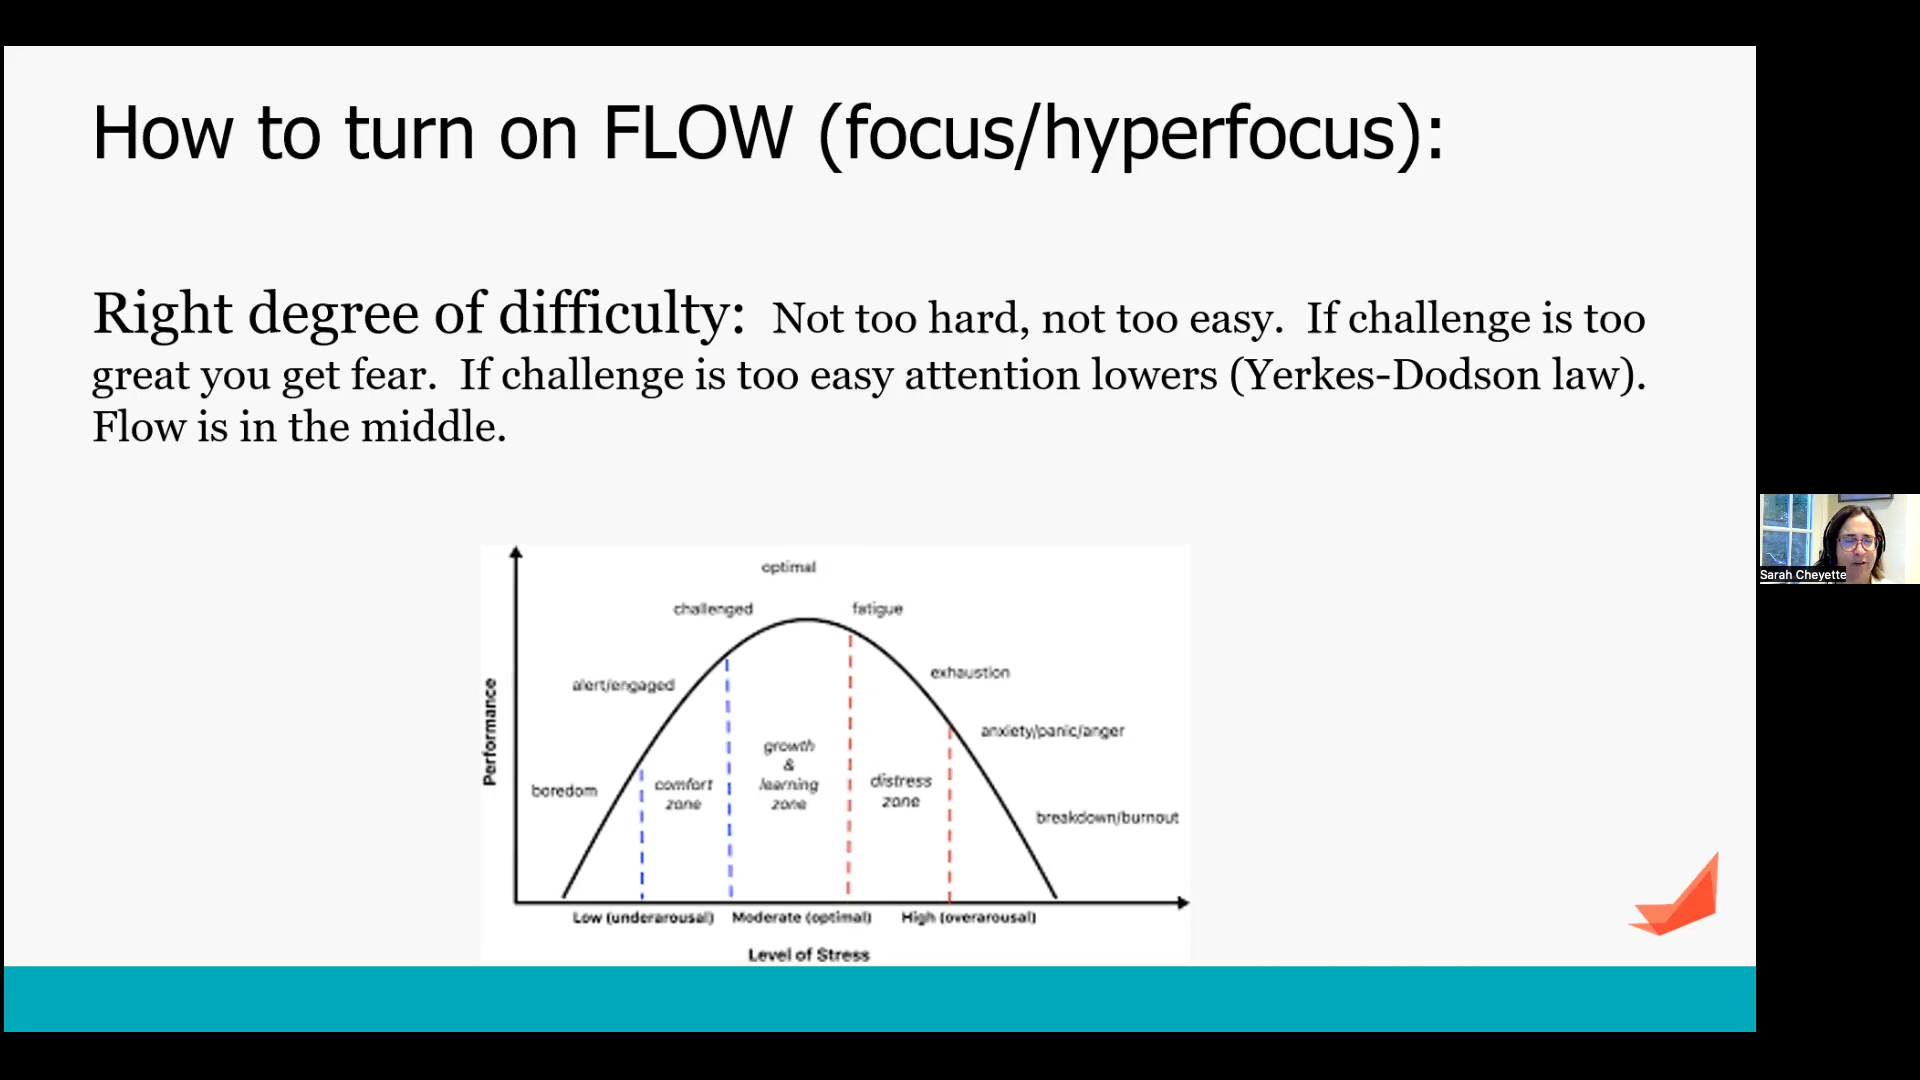 How to turn on FLOW (focus/hyperfocus):
Right degree of difficulty: Not too hard, not too easy. If challenge is too
great you get fear. If challenge is too easy attention lowers (Yerkes-Dodson law).
Flow is in the middle.
optimal
challenged
fatigue
exhaustion
alert/engaged
anxiety/panic/anger
Performance
growth
&
learning
zone
comfort
zone
distress
zone
boredom
breakdown/burnout
Low (underarousal)
Moderate (optimal)
High (overarousal)
Level of Stress
Sarah Cheyette